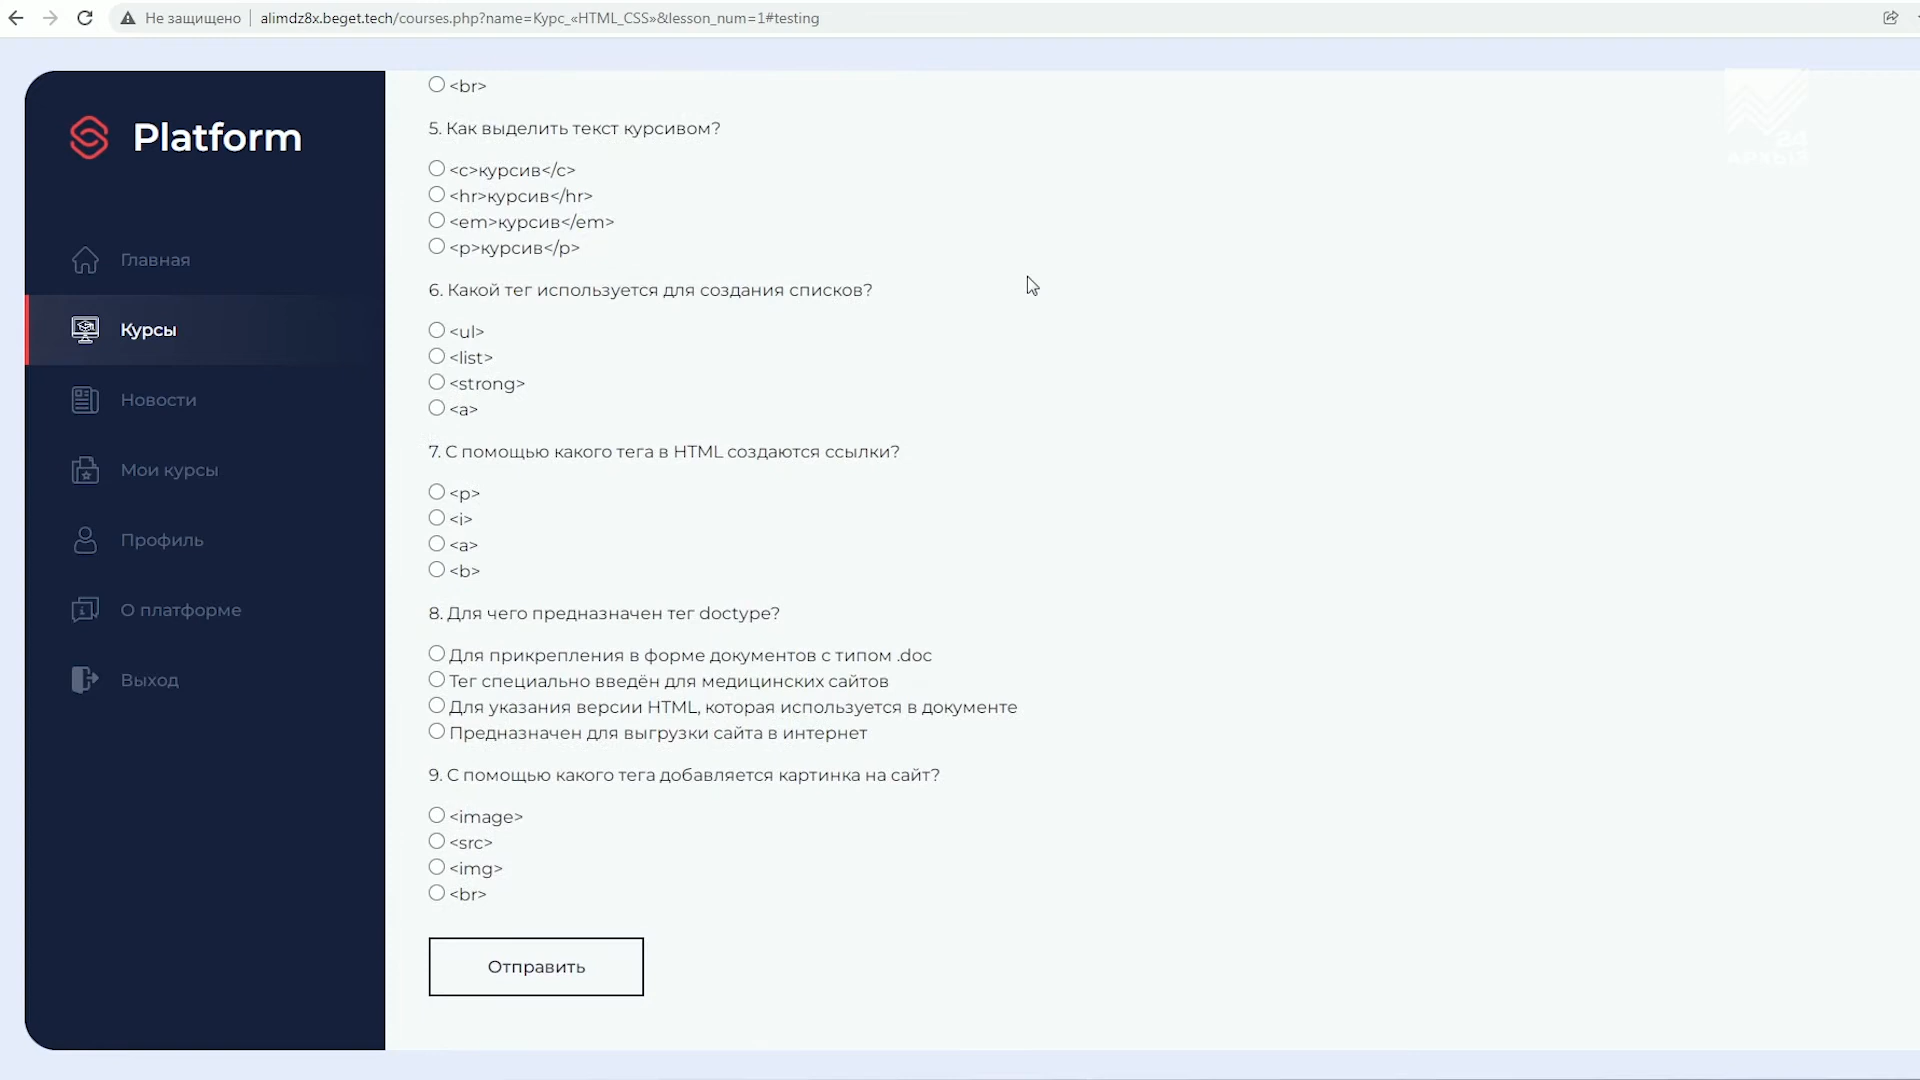 Не защищено
alimdz8x.beget.tech/courses.php?name=Курс_«HTML_CSS»&lesson_num=1#testing
Platform
Главная
Курсы
Новости
Мои курсы
Профиль
О платформе
Выход
<br>
5. Как выделить текст курсивом?
<c>курсив</c>
<hr>курсив</hr>
<em>курсив</em>
<p>курсив</p>
6. Какой тег используется для создания списков?
<ul>
<list>
<strong>
<a>
7. С помощью какого тега в HTML создаются ссылки?
<p>
<i>
<a>
<b>
8. Для чего предназначен тег doctype?
Для прикрепления в форме документов с типом .doc
Тег специально введён для медицинских сайтов
Для указания версии HTML, которая используется в документе
Предназначен для выгрузки сайта в интернет
9. С помощью какого тега добавляется картинка на сайт?
<image>
<src>
<img>
<br>
Отправить
24
АРХЫЗ